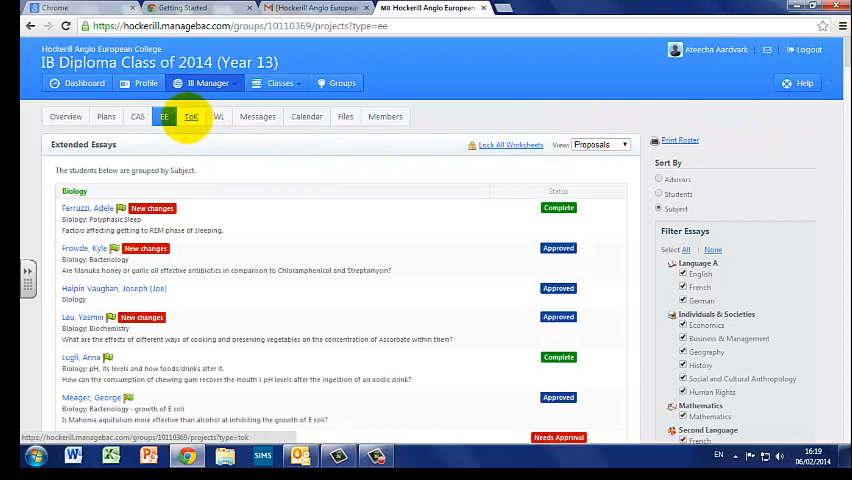 Chrome
Getting Started
[Hockerill Anglo European
Hockerill Anglo European
https://hockerill.managebac.com/groups/10110369/projects?type=ee
Hockerill Anglo European College
IB Diploma Class of 2014 (Year 13)
Ateecha Aardvark
Logout
Dashboard Profile IB Manager Classes Groups Help
Overview Plans CAS EE ToK WL Messages Calendar Files Members
Extended Essays
Lock All Worksheets View: Proposals
Print Roster
The students below are grouped by Subject.
Biology Status
Ferruzzi, Adele New changes Complete
Biology: Polyphasic Sleep
Factors affecting getting to REM phase of sleeping.
Frowde, Kyle New changes Approved
Biology: Bacteriology
Are Manuka honey or garlic oil effective antibiotics in comparison to Chloramphenicol and Streptomycin?
Halpin Vaughan, Joseph (Joe) Approved
Biology
Lau, Yasmin New changes Approved
Biology: Biochemistry
What are the effects of different ways of cooking and preserving vegetables on the concentration of Ascorbate within them?
Lugli, Anna Complete
Biology: pH, its levels and how foods/drinks alter it.
How can the consumption of chewing gum recover the mouth's pH levels after the ingestion of an acidic drink?
Meager, George Approved
Biology: Bacteriology - growth of E coli
Is Mahonia aquifolium more effective than alcohol at inhibiting the growth of E coli?
Needs Approval
Sort By
Advisors
Students
Subject
Filter Essays
Select All None
Language A
English
French
German
Individuals & Societies
Economics
Business & Management
Geography
History
Social and Cultural Anthropology
Human Rights
Mathematics
Mathematics
Second Language
French
https://hockerill.managebac.com/groups/10110369/projects?type=tok
SIMS
EN
16:19
06/02/2014